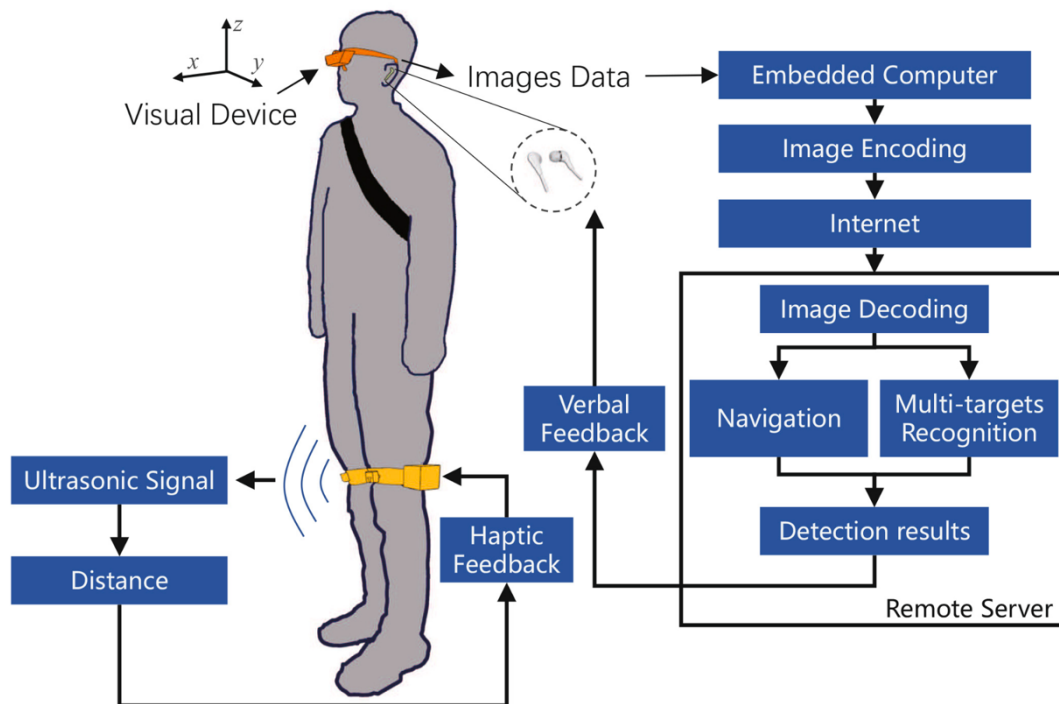 z
x
y
Visual Device
Images Data
Embedded Computer
Image Encoding
Internet
Image Decoding
Navigation
Multi-targets
Recognition
Detection results
Remote Server
Verbal
Feedback
Ultrasonic Signal
Distance
Haptic
Feedback